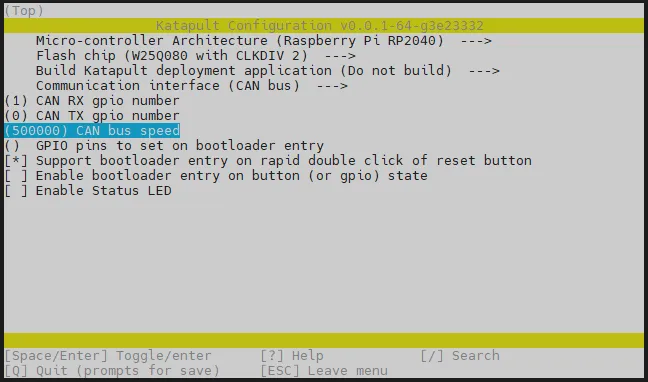 (Top)
Katapult Configuration v0.0.1-64-g3e23332
Micro-controller Architecture (Raspberry Pi RP2040)  --->
Flash chip (W25Q080 with CLKDIV 2)  --->
Build Katapult deployment application (Do not build)  --->
Communication interface (CAN bus)  --->
(1) CAN RX gpio number
(0) CAN TX gpio number
(500000) CAN bus speed
()  GPIO pins to set on bootloader entry
[*] Support bootloader entry on rapid double click of reset button
[ ] Enable bootloader entry on button (or gpio) state
[ ] Enable Status LED
[Space/Enter] Toggle/enter     [?] Help     [/] Search
[Q] Quit (prompts for save)     [ESC] Leave menu